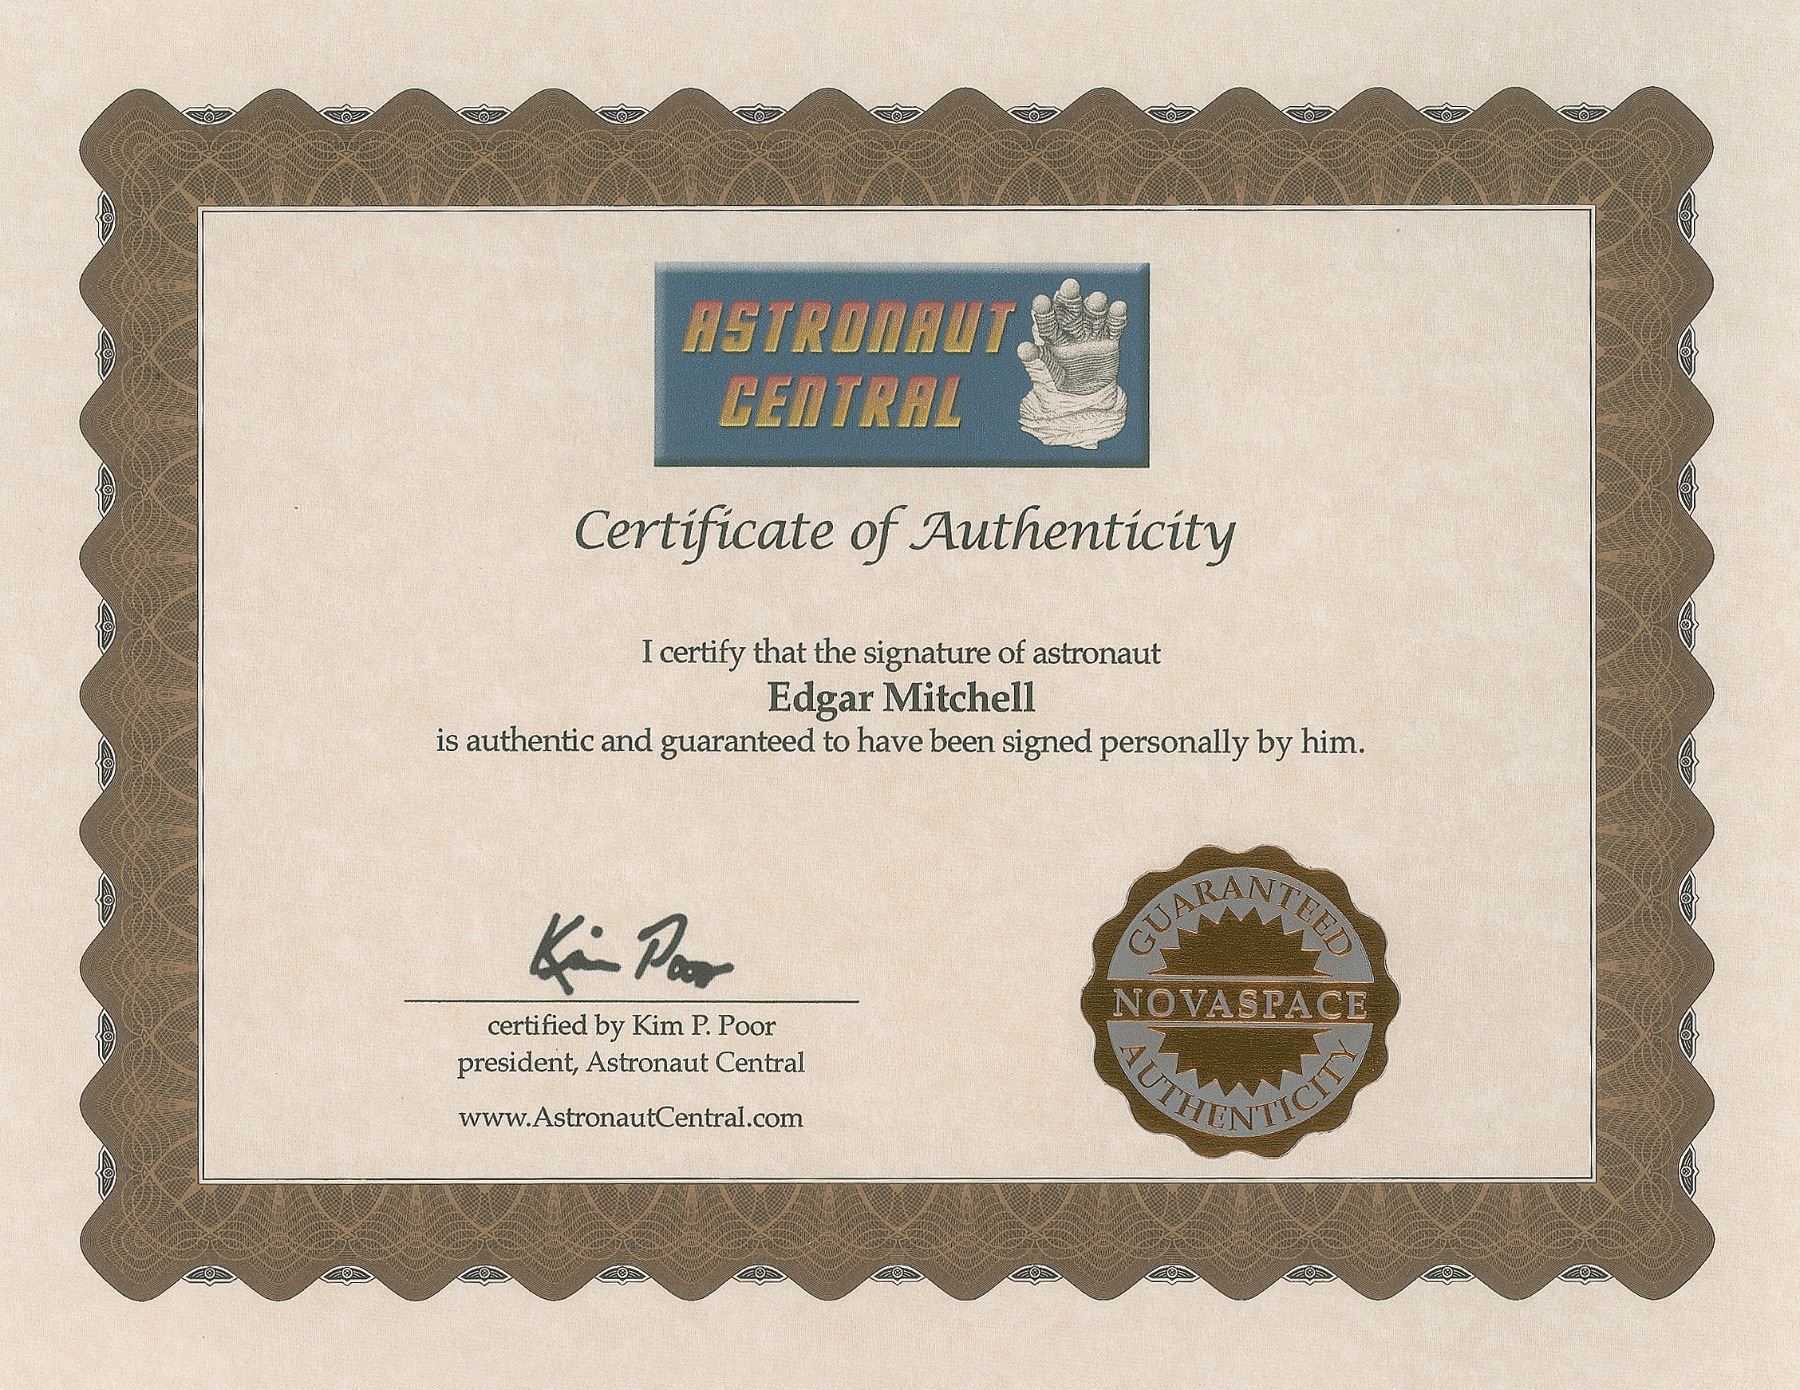 ASTRONAUT
CENTRAL
Certificate of Authenticity
I certify that the signature of astronaut
Edgar Mitchell
is authentic and guaranteed to have been signed personally by him.
Kim Poor
certified by Kim P. Poor
president, Astronaut Central
www.AstronautCentral.com
GUARANTEED
NOVASPACE
AUTHENTICITY